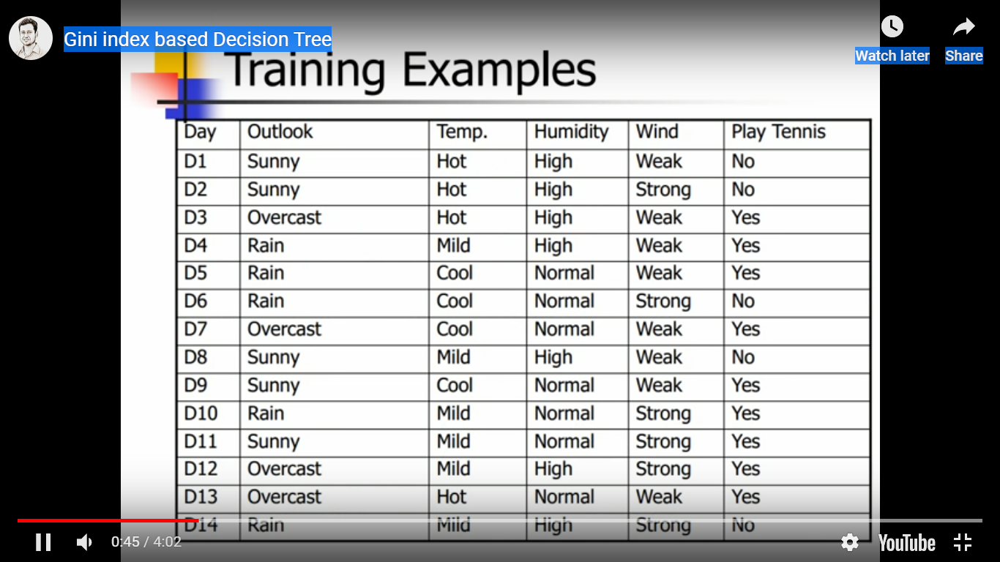 Gini index based Decision Tree
Watch later Share
Training Examples
Day Outlook Temp. Humidity Wind Play Tennis
D1 Sunny Hot High Weak No
D2 Sunny Hot High Strong No
D3 Overcast Hot High Weak Yes
D4 Rain Mild High Weak Yes
D5 Rain Cool Normal Weak Yes
D6 Rain Cool Normal Strong No
D7 Overcast Cool Normal Weak Yes
D8 Sunny Mild High Weak No
D9 Sunny Cool Normal Weak Yes
D10 Rain Mild Normal Strong Yes
D11 Sunny Mild Normal Strong Yes
D12 Overcast Mild High Strong Yes
D13 Overcast Hot Normal Weak Yes
D14 Rain Mild High Strong No
0:45 / 4:02 YouTube